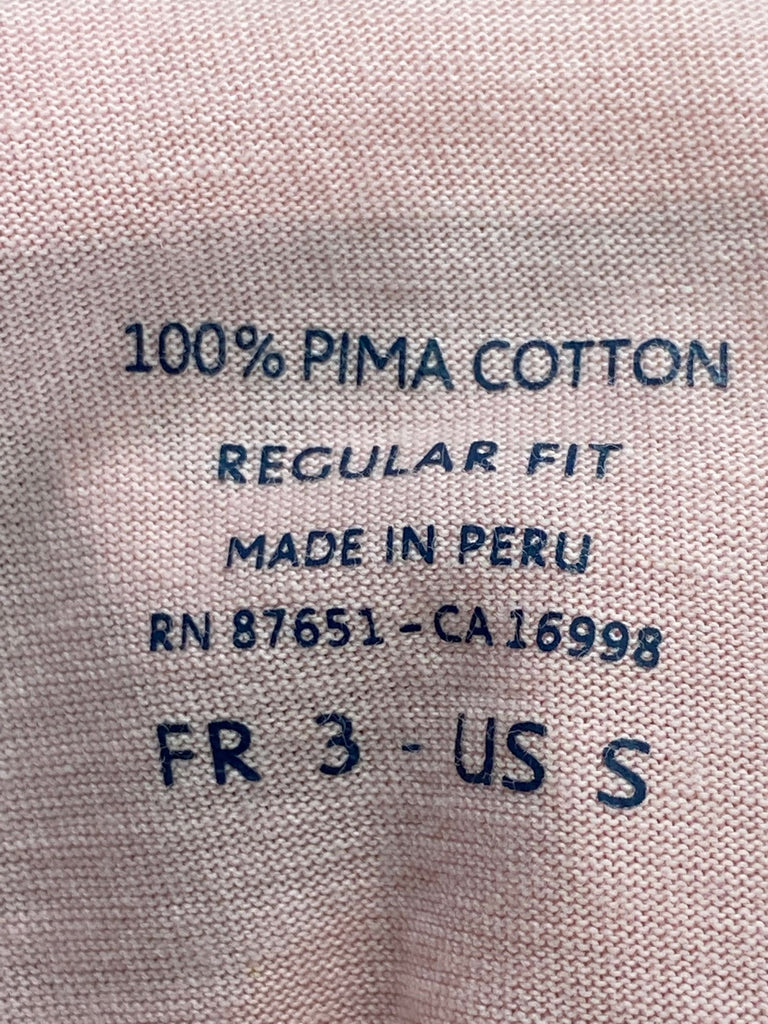 100% PIMA COTTON
REGULAR FIT
MADE IN PERU
RN 87651 - CA 16998
FR 3 - US S